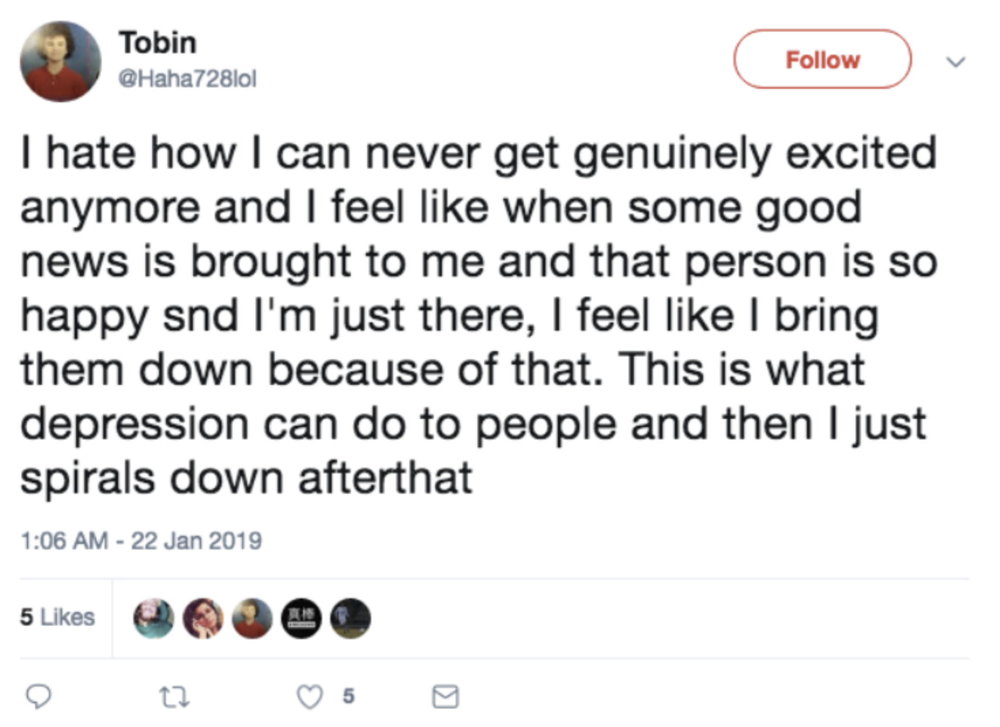 Tobin
@Haha728lol
Follow
I hate how I can never get genuinely excited
anymore and I feel like when some good
news is brought to me and that person is so
happy snd I'm just there, I feel like I bring
them down because of that. This is what
depression can do to people and then I just
spirals down afterthat
1:06 AM - 22 Jan 2019
5 Likes
真棒
5